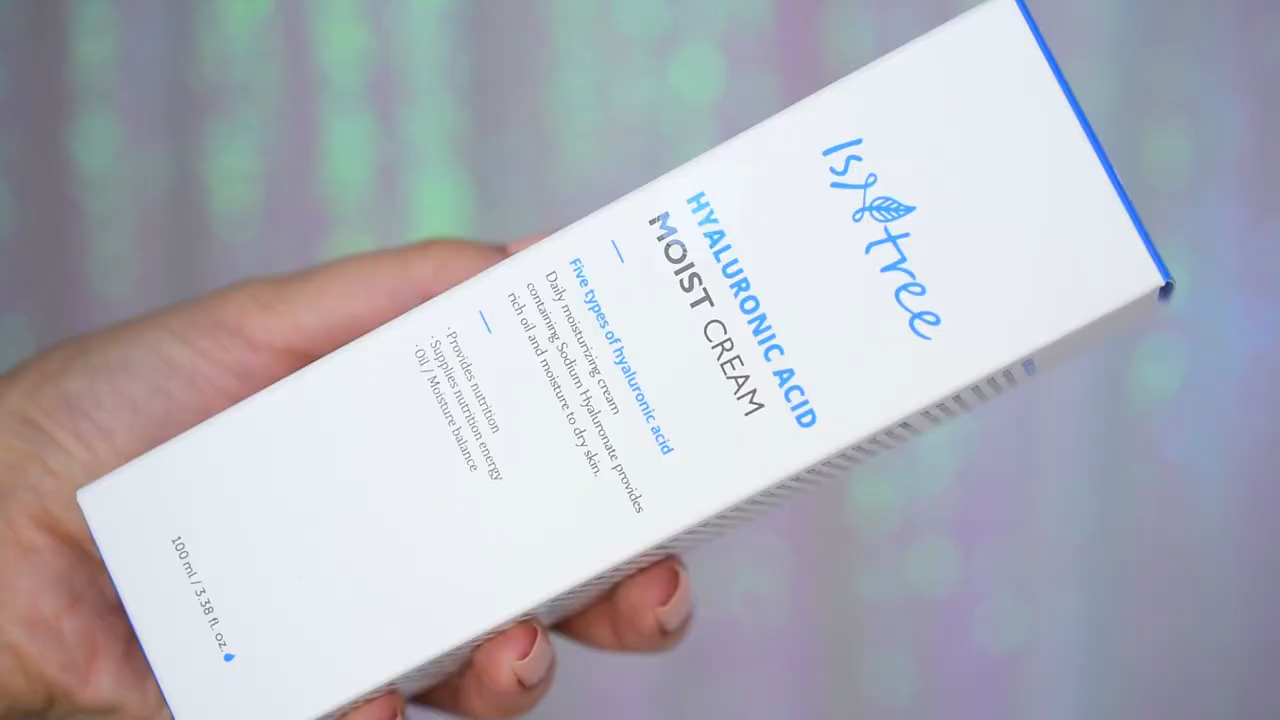 Isntree
HYALURONIC ACID
MOIST CREAM
Five types of hyaluronic acid
Daily moisturizing cream
containing Sodium Hyaluronate provides
rich oil and moisture to dry skin.
·Provides nutrition
·Supplies nutrition energy
·Oil / Moisture balance
100 ml / 3.38 fl. oz.